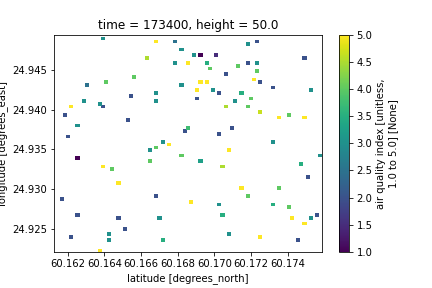 time = 173400, height = 50.0
24.945
24.940
24.935
24.930
24.925
longitude [degrees_east]
60.162 60.164 60.166 60.168 60.170 60.172 60.174
latitude [degrees_north]
5.0
4.5
4.0
3.5
3.0
2.5
2.0
1.5
1.0
air quality index [unitless,
1.0 to 5.0] [None]